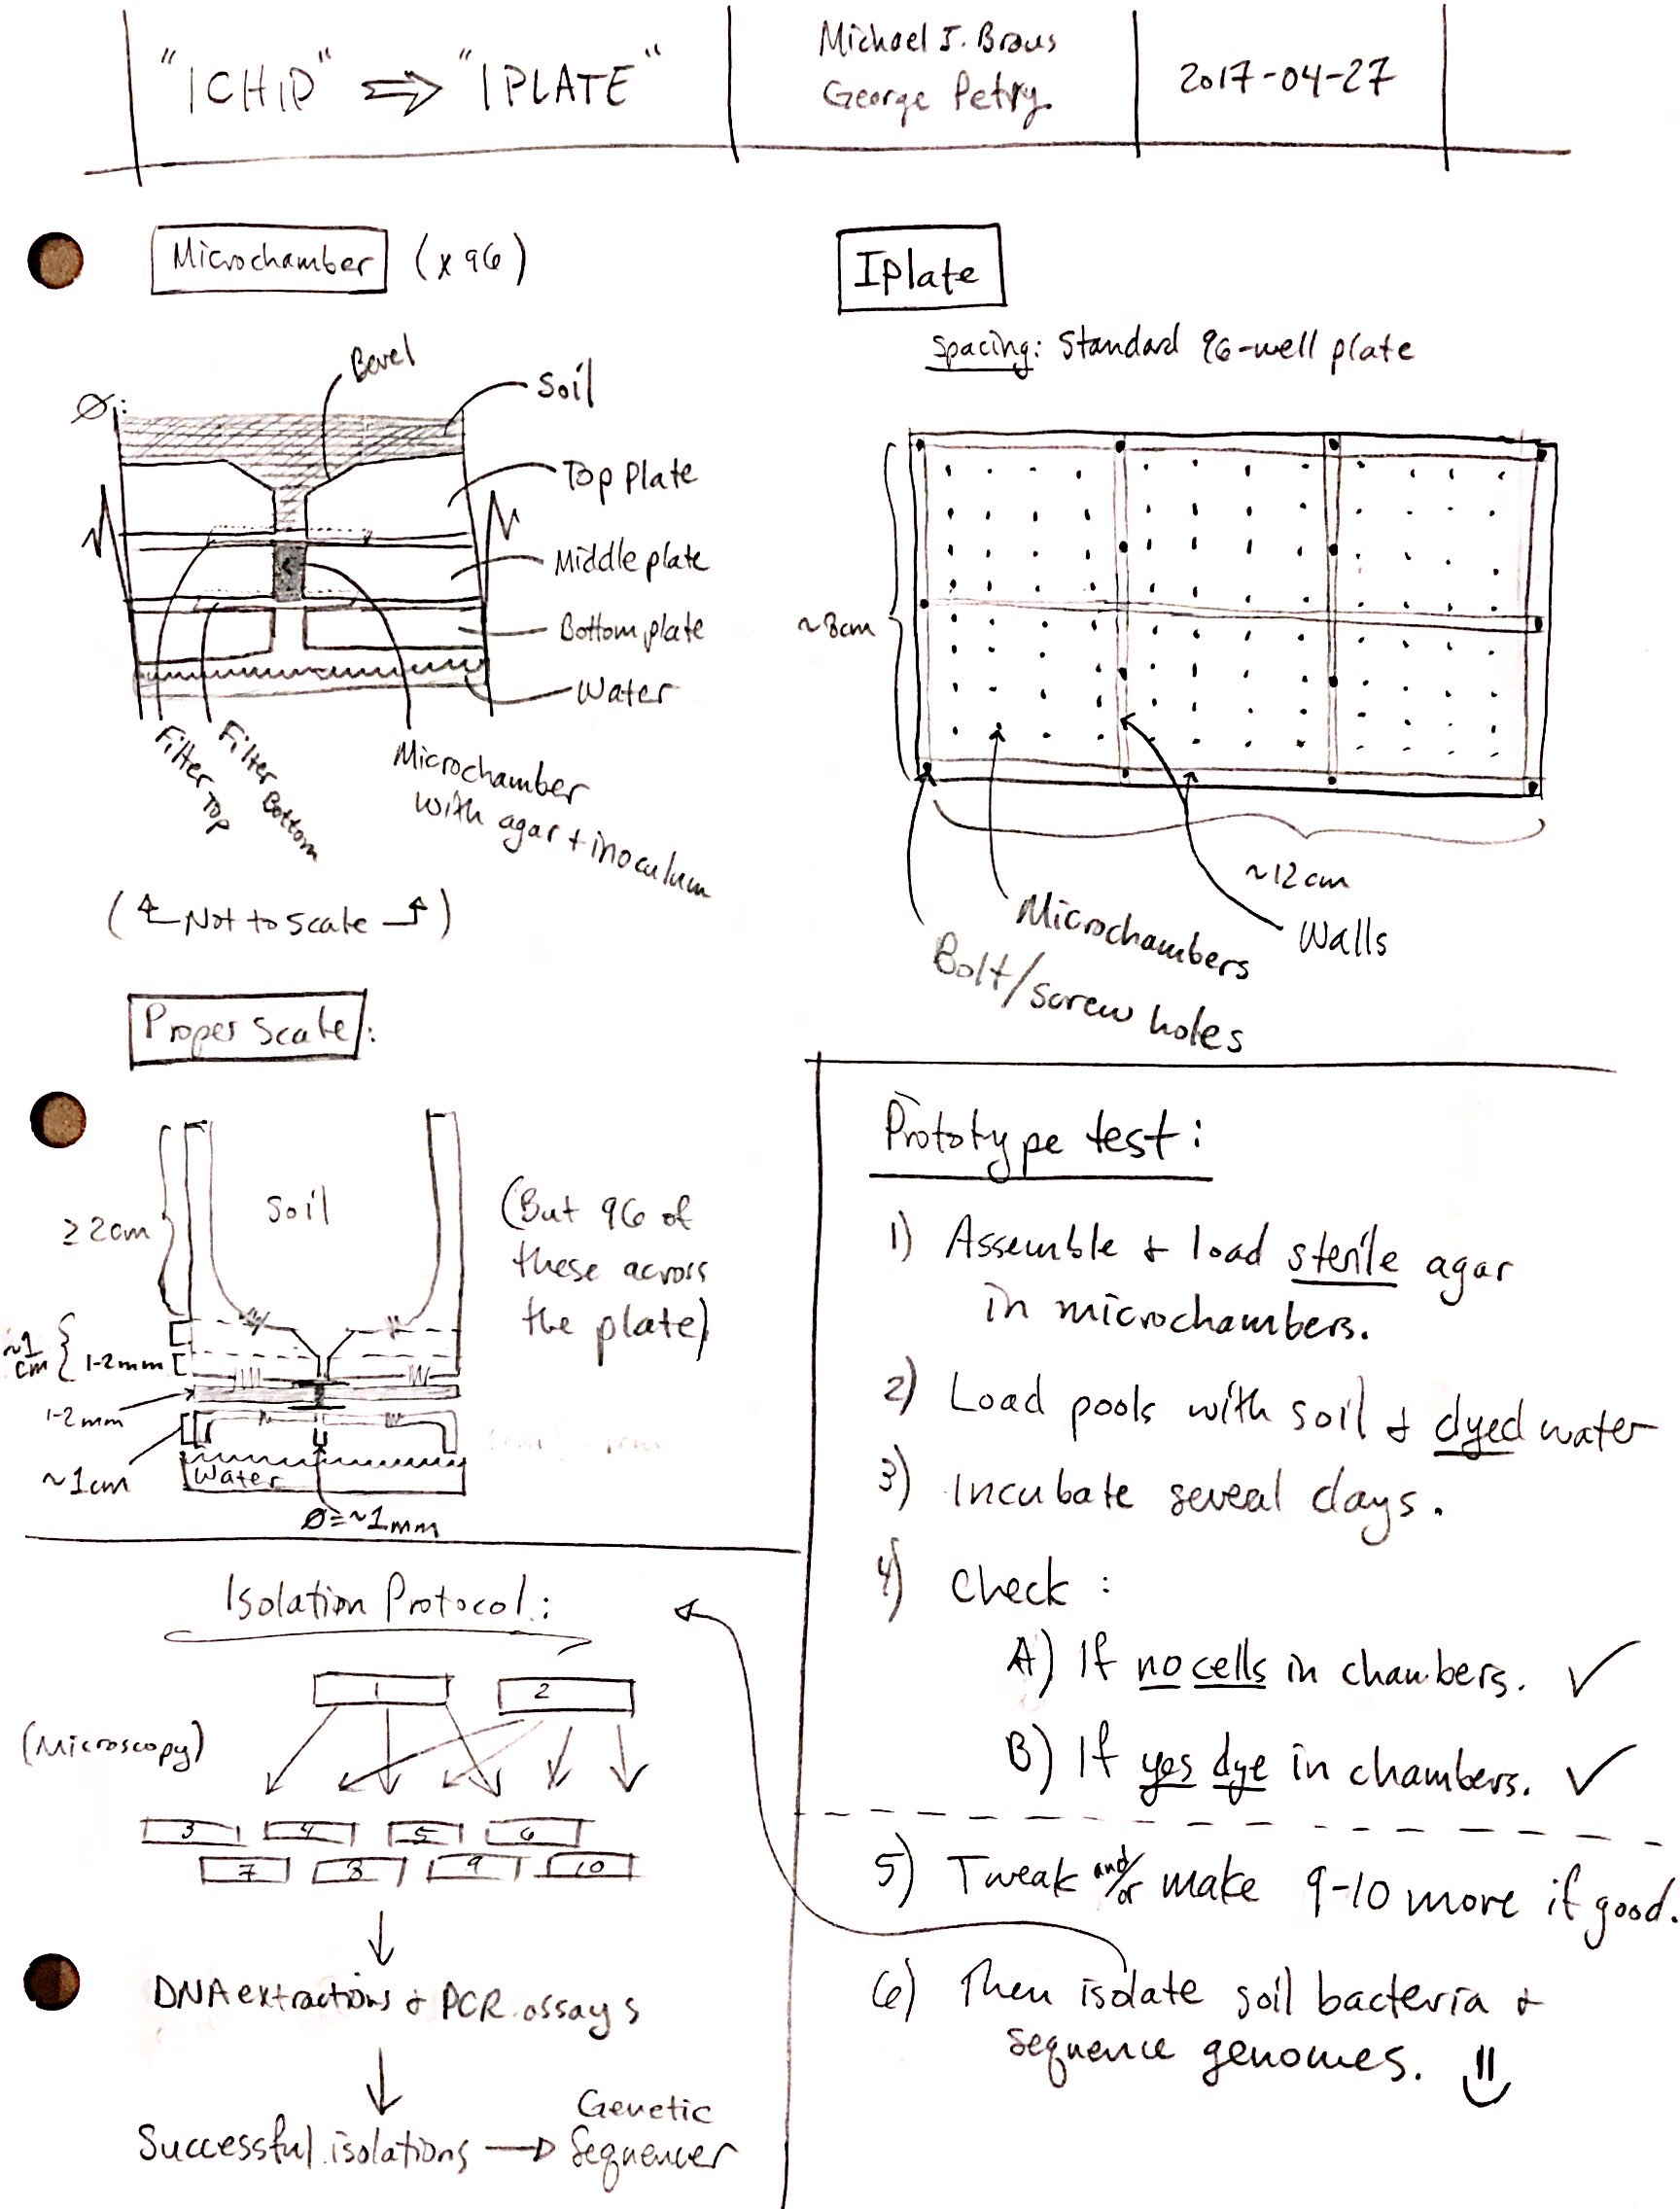 "ICHIP" ⇒ "IPLATE"
Michael J. Braus
George Petry.
2017-04-27
Microchamber (x96)
Bevel
Soil
Ø:
Top Plate
Middle plate
Bottom plate
Water
Filter Top
Filter Bottom
Microchamber
with agar + inoculum
(Not to scale)
Iplate
Spacing: Standard 96-well plate
~8cm
~12cm
Microchambers
Walls
Bolt/screw holes
Proper Scale:
≥2cm
Soil
(But 96 of
these across
the plate)
~1
cm
1-2mm
1-2mm
~1cm
Water
Ø=~1mm
Isolation Protocol:
1 2
(Microscopy)
3 4 5 6
7 8 9 10
DNA extractions & PCR assays
Successful isolations → Genetic
Sequencer
Prototype test:
1) Assemble & load sterile agar
in microchambers.
2) Load pools with soil & dyed water
3) Incubate several days.
4) Check:
A) If no cells in chambers. ✓
B) If yes dye in chambers. ✓
5) Tweak and/or make 9-10 more if good.
6) Then isolate soil bacteria &
sequence genomes.